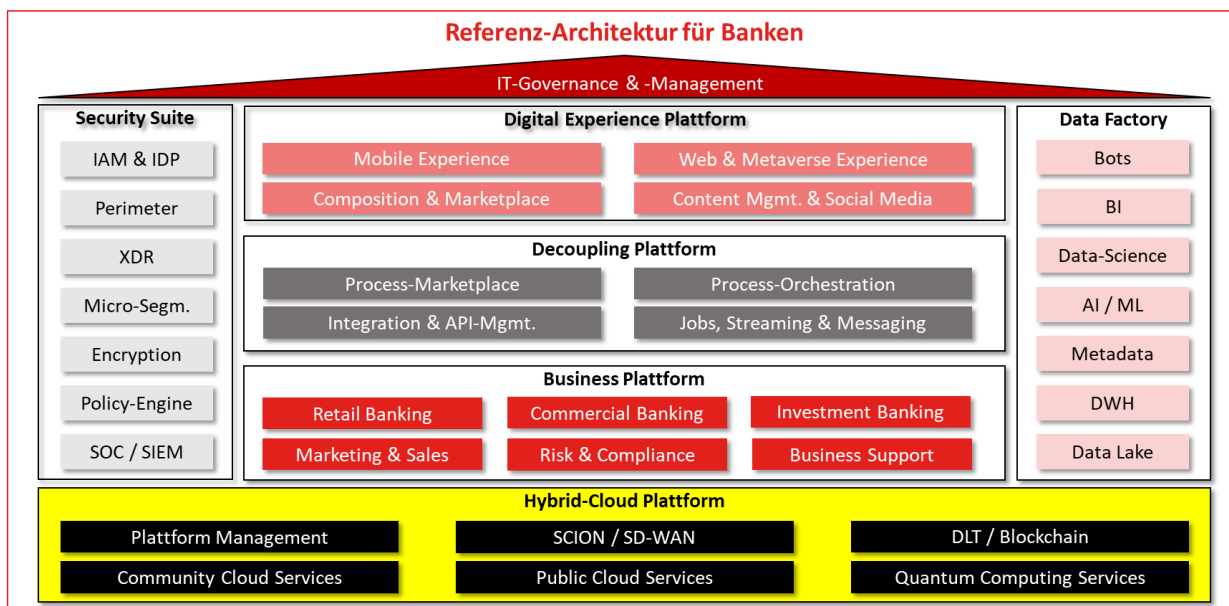 Referenz-Architektur für Banken
IT-Governance & -Management
Security Suite
IAM & IDP
Perimeter
XDR
Micro-Segm.
Encryption
Policy-Engine
SOC / SIEM
Digital Experience Plattform
Mobile Experience
Web & Metaverse Experience
Composition & Marketplace
Content Mgmt. & Social Media
Decoupling Plattform
Process-Marketplace
Process-Orchestration
Integration & API-Mgmt.
Jobs, Streaming & Messaging
Business Plattform
Retail Banking
Commercial Banking
Investment Banking
Marketing & Sales
Risk & Compliance
Business Support
Data Factory
Bots
BI
Data-Science
AI / ML
Metadata
DWH
Data Lake
Hybrid-Cloud Plattform
Plattform Management
SCION / SD-WAN
DLT / Blockchain
Community Cloud Services
Public Cloud Services
Quantum Computing Services